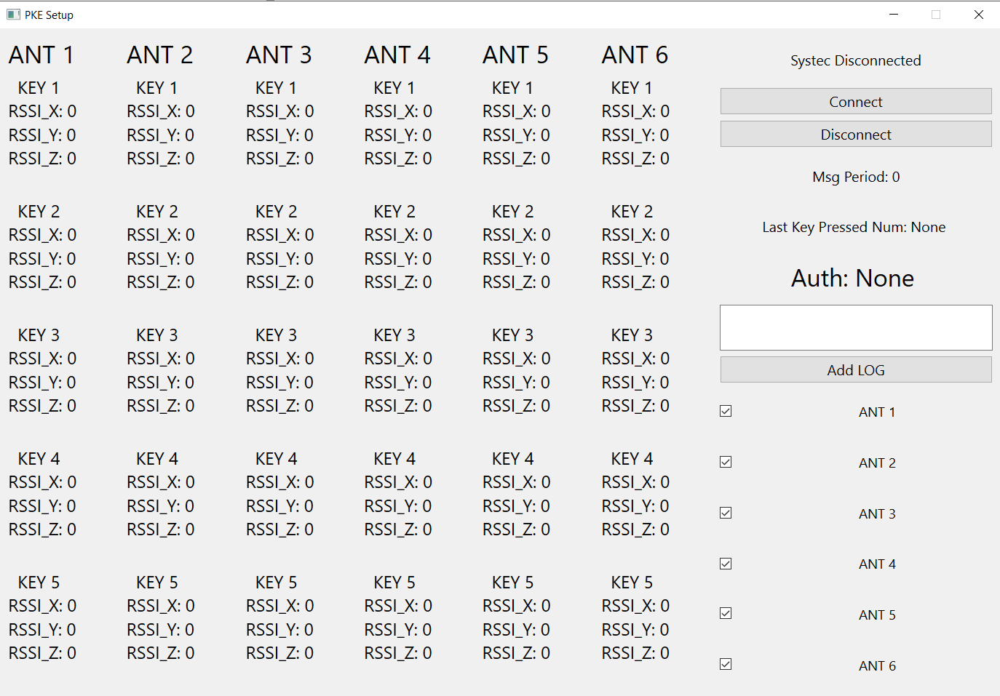 PKE Setup
ANT 1 ANT 2 ANT 3 ANT 4 ANT 5 ANT 6
KEY 1 KEY 1 KEY 1 KEY 1 KEY 1 KEY 1
RSSI_X: 0 RSSI_X: 0 RSSI_X: 0 RSSI_X: 0 RSSI_X: 0 RSSI_X: 0
RSSI_Y: 0 RSSI_Y: 0 RSSI_Y: 0 RSSI_Y: 0 RSSI_Y: 0 RSSI_Y: 0
RSSI_Z: 0 RSSI_Z: 0 RSSI_Z: 0 RSSI_Z: 0 RSSI_Z: 0 RSSI_Z: 0
KEY 2 KEY 2 KEY 2 KEY 2 KEY 2 KEY 2
RSSI_X: 0 RSSI_X: 0 RSSI_X: 0 RSSI_X: 0 RSSI_X: 0 RSSI_X: 0
RSSI_Y: 0 RSSI_Y: 0 RSSI_Y: 0 RSSI_Y: 0 RSSI_Y: 0 RSSI_Y: 0
RSSI_Z: 0 RSSI_Z: 0 RSSI_Z: 0 RSSI_Z: 0 RSSI_Z: 0 RSSI_Z: 0
KEY 3 KEY 3 KEY 3 KEY 3 KEY 3 KEY 3
RSSI_X: 0 RSSI_X: 0 RSSI_X: 0 RSSI_X: 0 RSSI_X: 0 RSSI_X: 0
RSSI_Y: 0 RSSI_Y: 0 RSSI_Y: 0 RSSI_Y: 0 RSSI_Y: 0 RSSI_Y: 0
RSSI_Z: 0 RSSI_Z: 0 RSSI_Z: 0 RSSI_Z: 0 RSSI_Z: 0 RSSI_Z: 0
KEY 4 KEY 4 KEY 4 KEY 4 KEY 4 KEY 4
RSSI_X: 0 RSSI_X: 0 RSSI_X: 0 RSSI_X: 0 RSSI_X: 0 RSSI_X: 0
RSSI_Y: 0 RSSI_Y: 0 RSSI_Y: 0 RSSI_Y: 0 RSSI_Y: 0 RSSI_Y: 0
RSSI_Z: 0 RSSI_Z: 0 RSSI_Z: 0 RSSI_Z: 0 RSSI_Z: 0 RSSI_Z: 0
KEY 5 KEY 5 KEY 5 KEY 5 KEY 5 KEY 5
RSSI_X: 0 RSSI_X: 0 RSSI_X: 0 RSSI_X: 0 RSSI_X: 0 RSSI_X: 0
RSSI_Y: 0 RSSI_Y: 0 RSSI_Y: 0 RSSI_Y: 0 RSSI_Y: 0 RSSI_Y: 0
RSSI_Z: 0 RSSI_Z: 0 RSSI_Z: 0 RSSI_Z: 0 RSSI_Z: 0 RSSI_Z: 0
Systec Disconnected
Connect
Disconnect
Msg Period: 0
Last Key Pressed Num: None
Auth: None
Add LOG
ANT 1
ANT 2
ANT 3
ANT 4
ANT 5
ANT 6